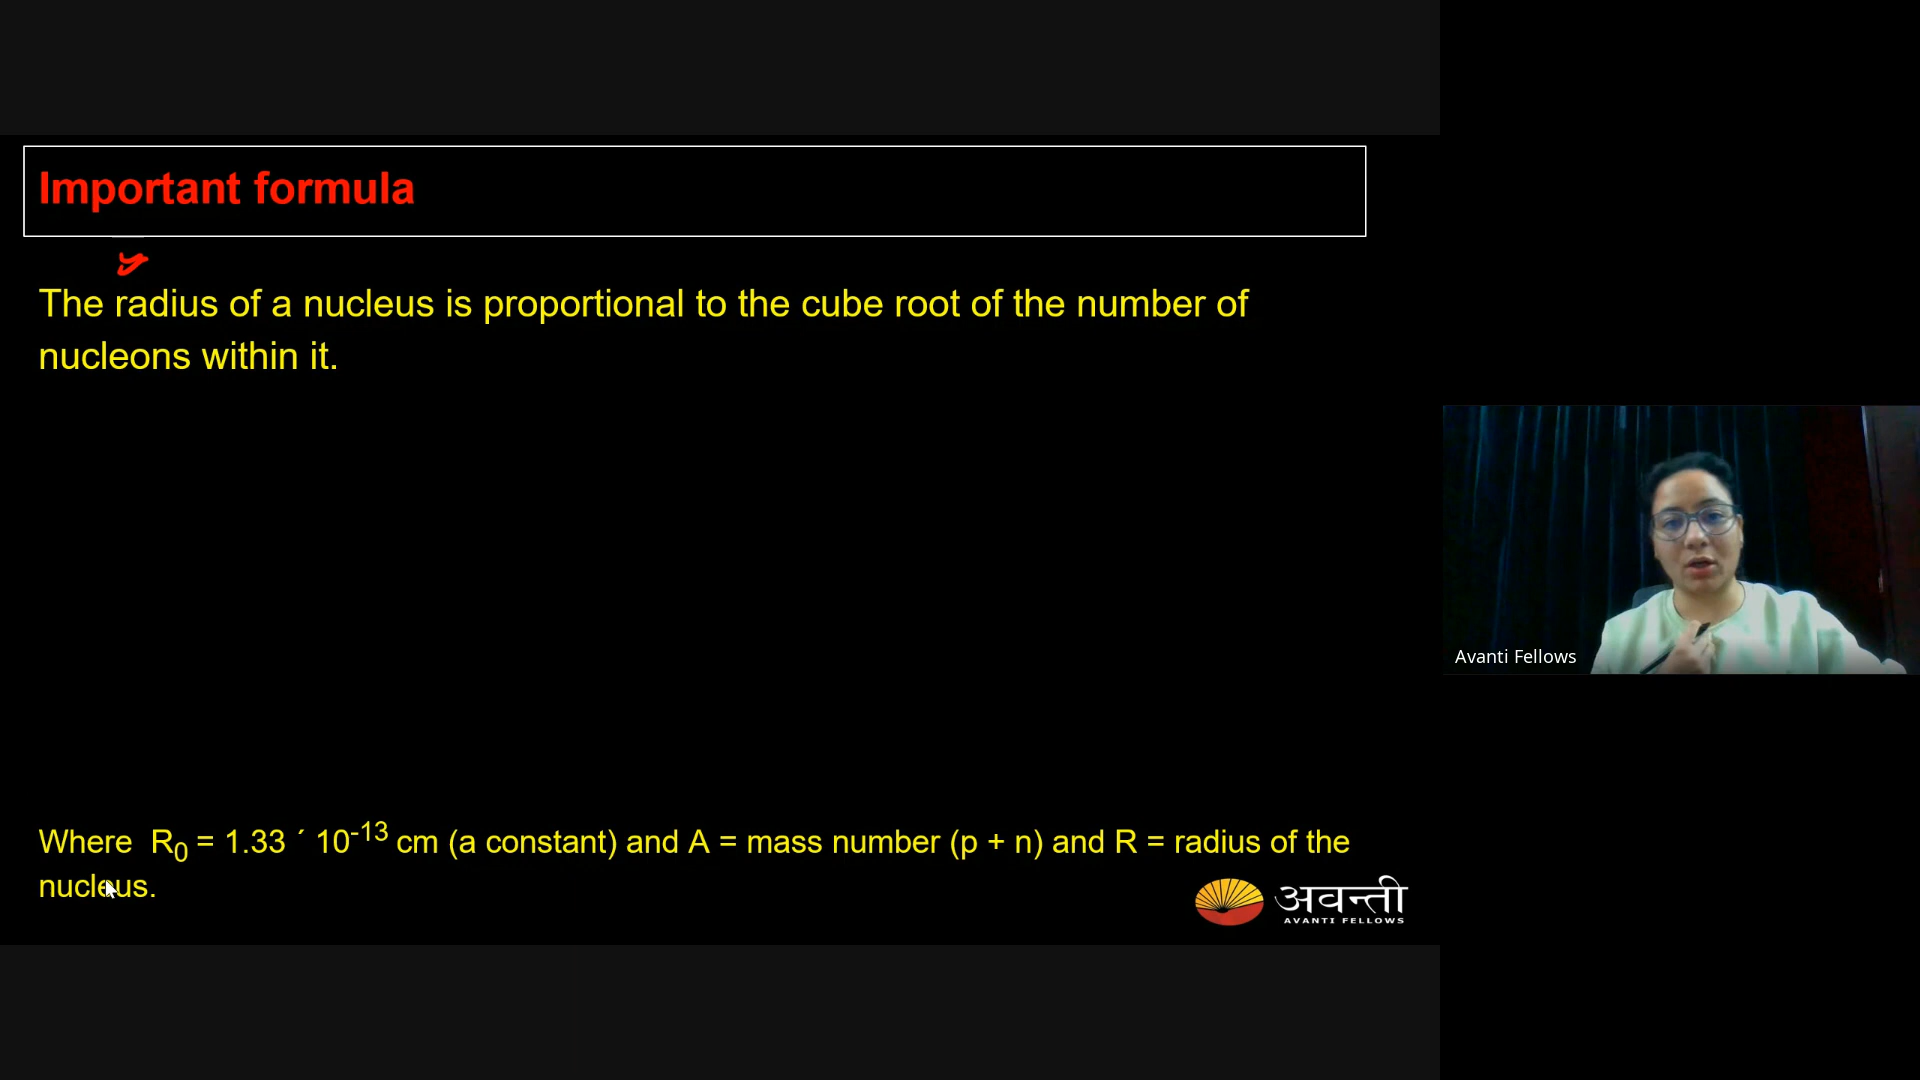 Important formula
The radius of a nucleus is proportional to the cube root of the number of
nucleons within it.
Where R₀ = 1.33 ´ 10⁻¹³ cm (a constant) and A = mass number (p + n) and R = radius of the
nucleus.
अवन्ती
AVANTI FELLOWS
Avanti Fellows